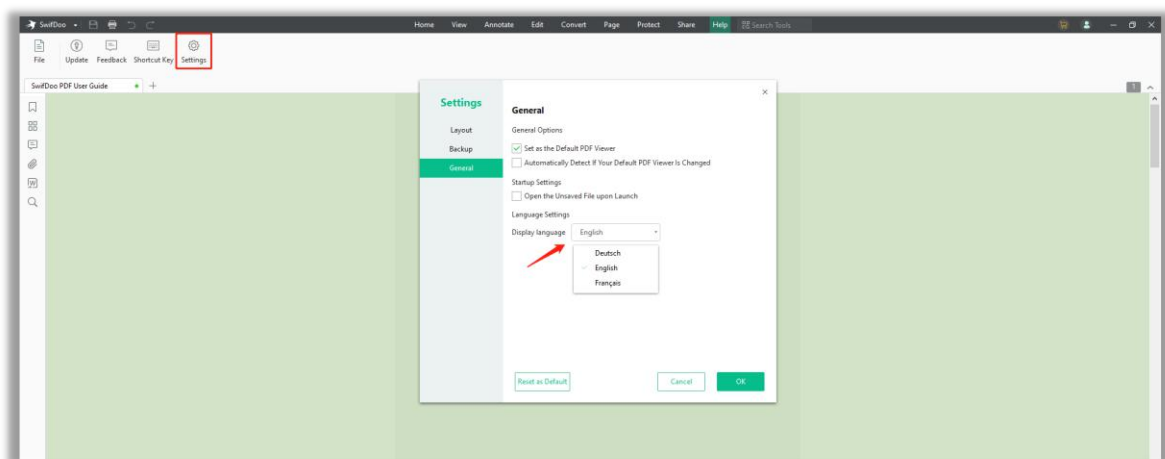 SwifDoo
Home View Annotate Edit Convert Page Protect Share Help Search Tools
File Update Feedback Shortcut Key Settings
SwifDoo PDF User Guide
1
Settings
Layout
Backup
General
General
General Options
Set as the Default PDF Viewer
Automatically Detect If Your Default PDF Viewer Is Changed
Startup Settings
Open the Unsaved File upon Launch
Language Settings
Display language English
Deutsch
English
Français
Reset as Default Cancel OK